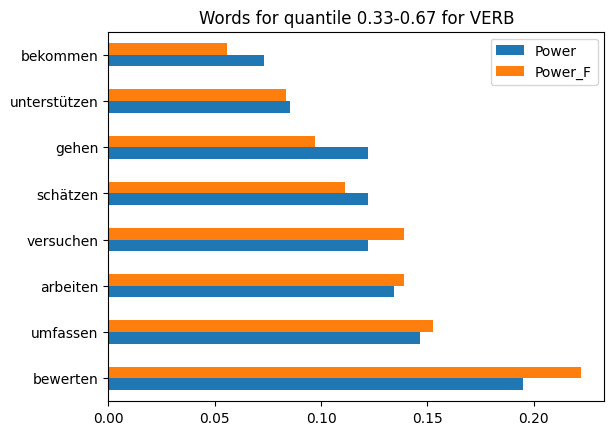 Words for quantile 0.33-0.67 for VERB
Power
Power_F
bekommen
unterstützen
gehen
schätzen
versuchen
arbeiten
umfassen
bewerten
0.00 0.05 0.10 0.15 0.20